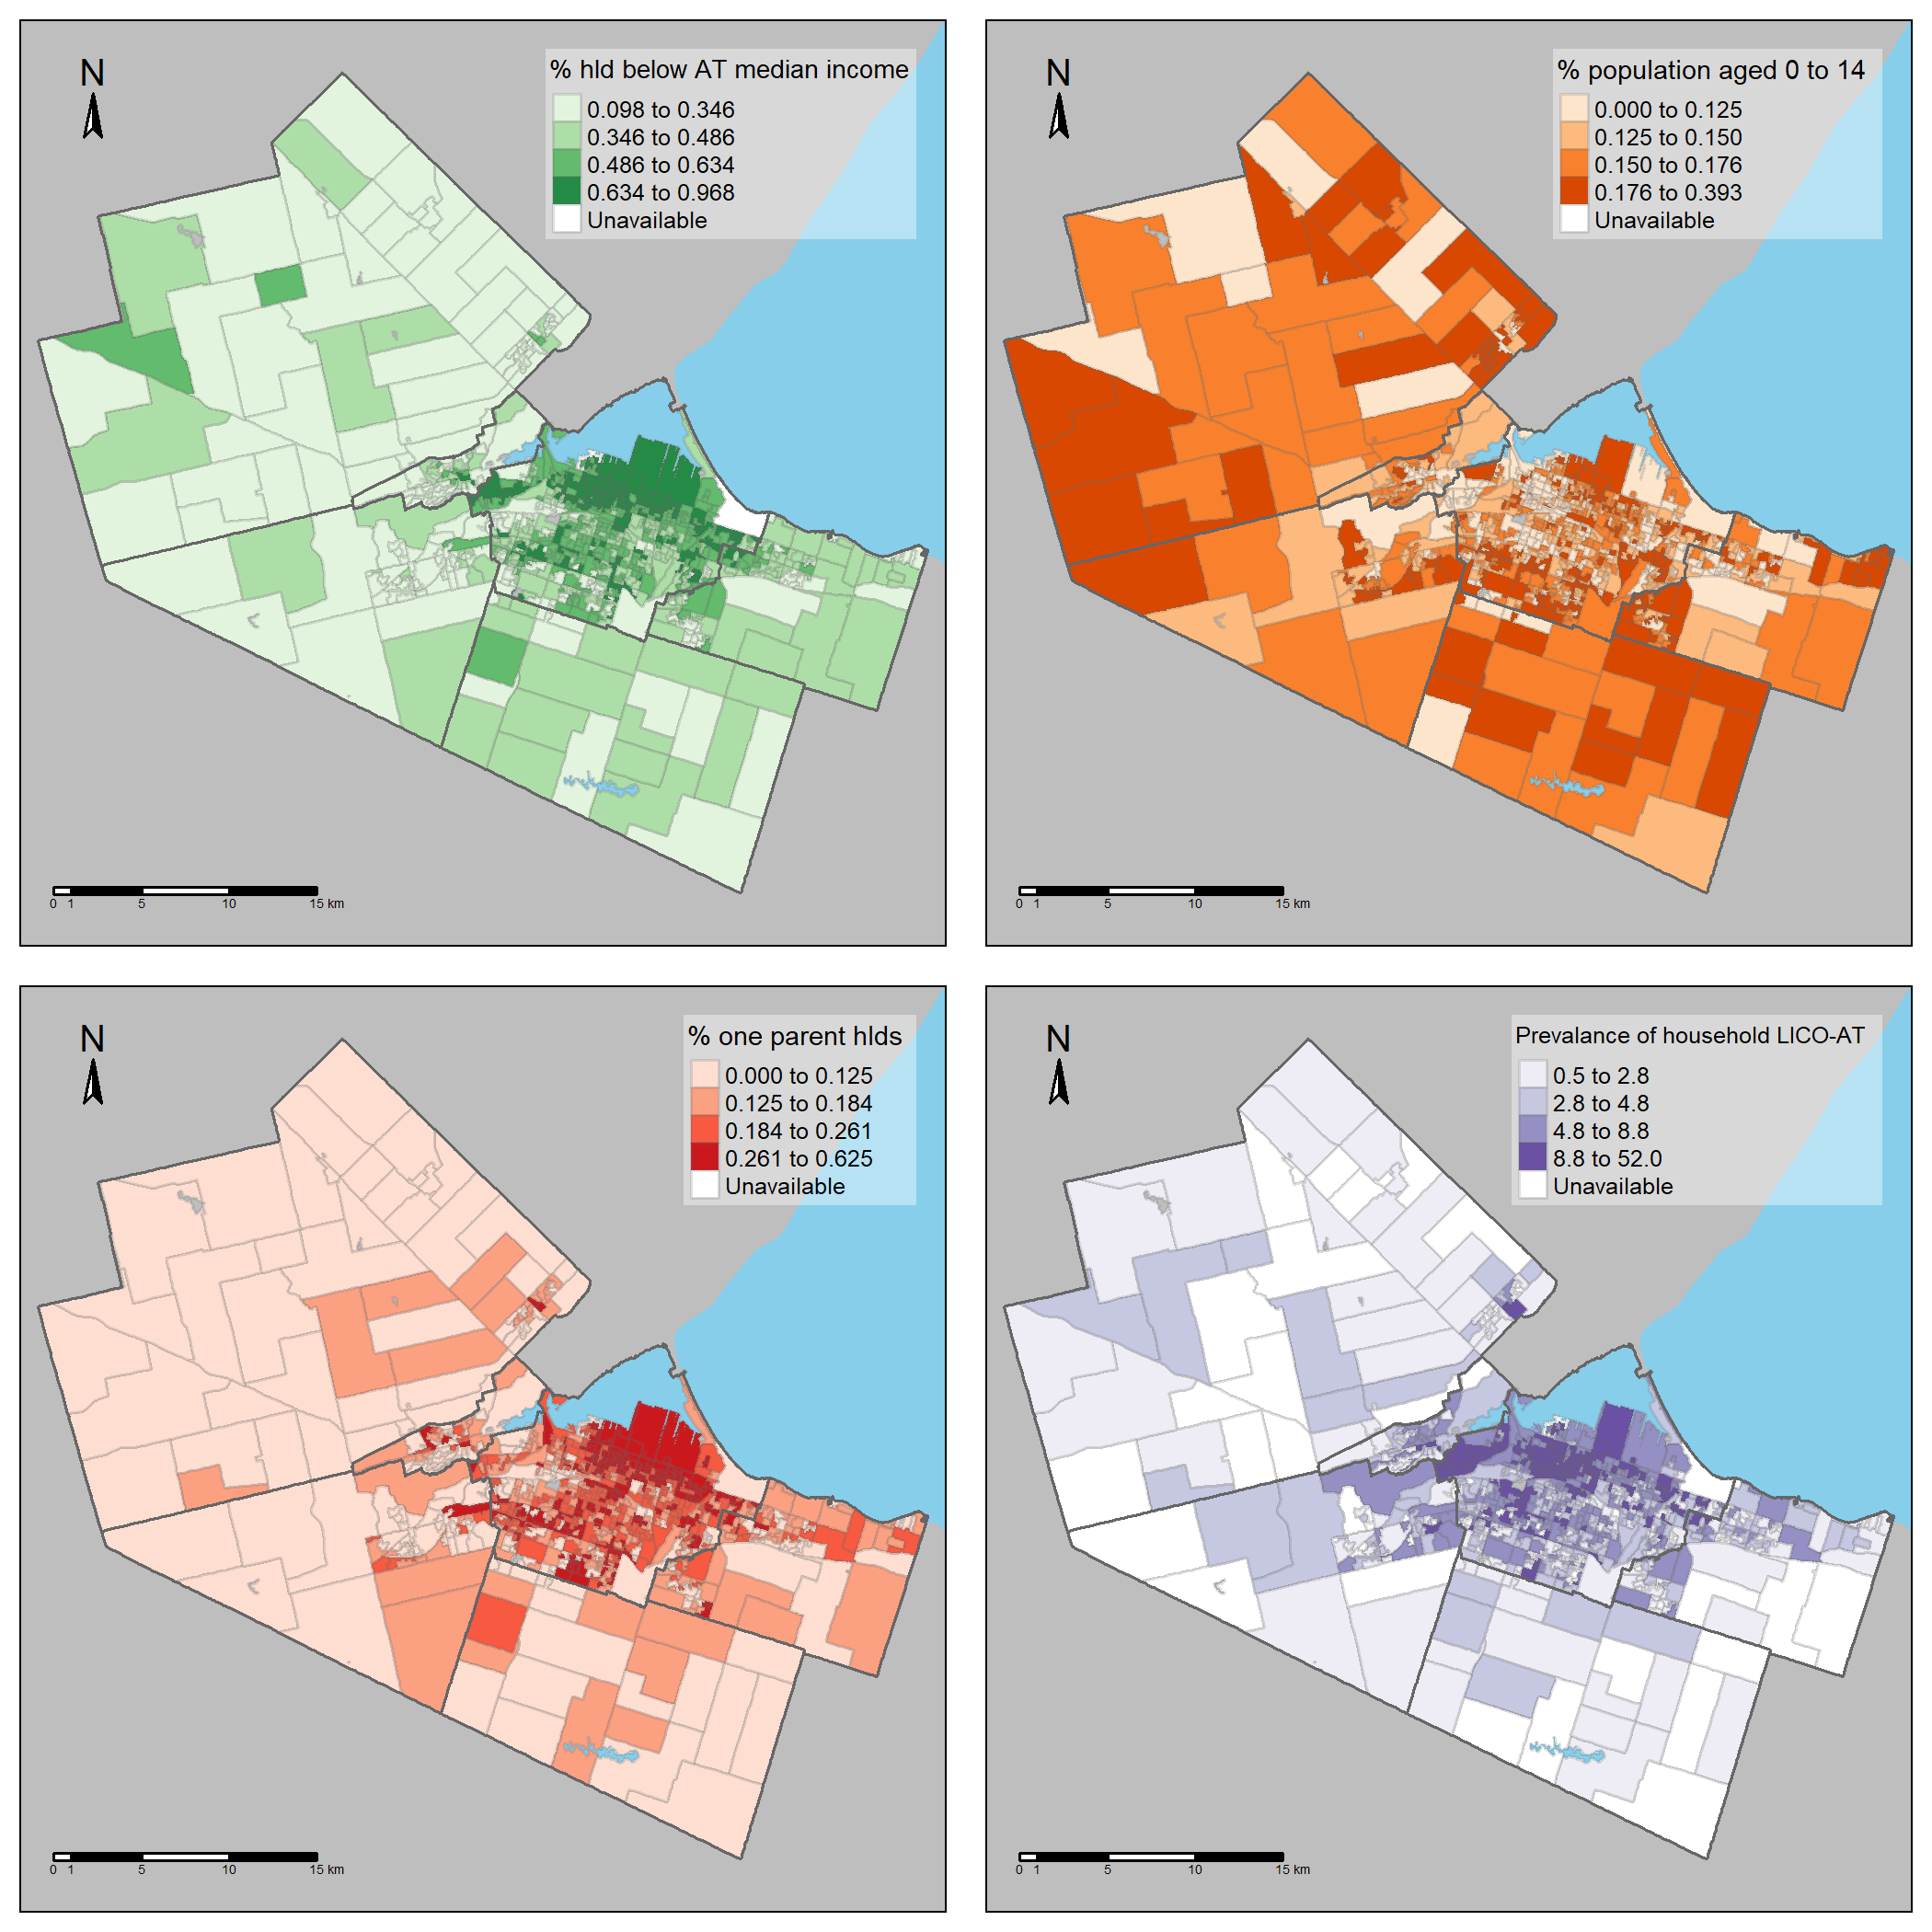 N
% hld below AT median income
0.098 to 0.346
0.346 to 0.486
0.486 to 0.634
0.634 to 0.968
Unavailable
0 1 5 10 15 km
N
% population aged 0 to 14
0.000 to 0.125
0.125 to 0.150
0.150 to 0.176
0.176 to 0.393
Unavailable
0 1 5 10 15 km
N
% one parent hlds
0.000 to 0.125
0.125 to 0.184
0.184 to 0.261
0.261 to 0.625
Unavailable
0 1 5 10 15 km
N
Prevalance of household LICO-AT
0.5 to 2.8
2.8 to 4.8
4.8 to 8.8
8.8 to 52.0
Unavailable
0 1 5 10 15 km